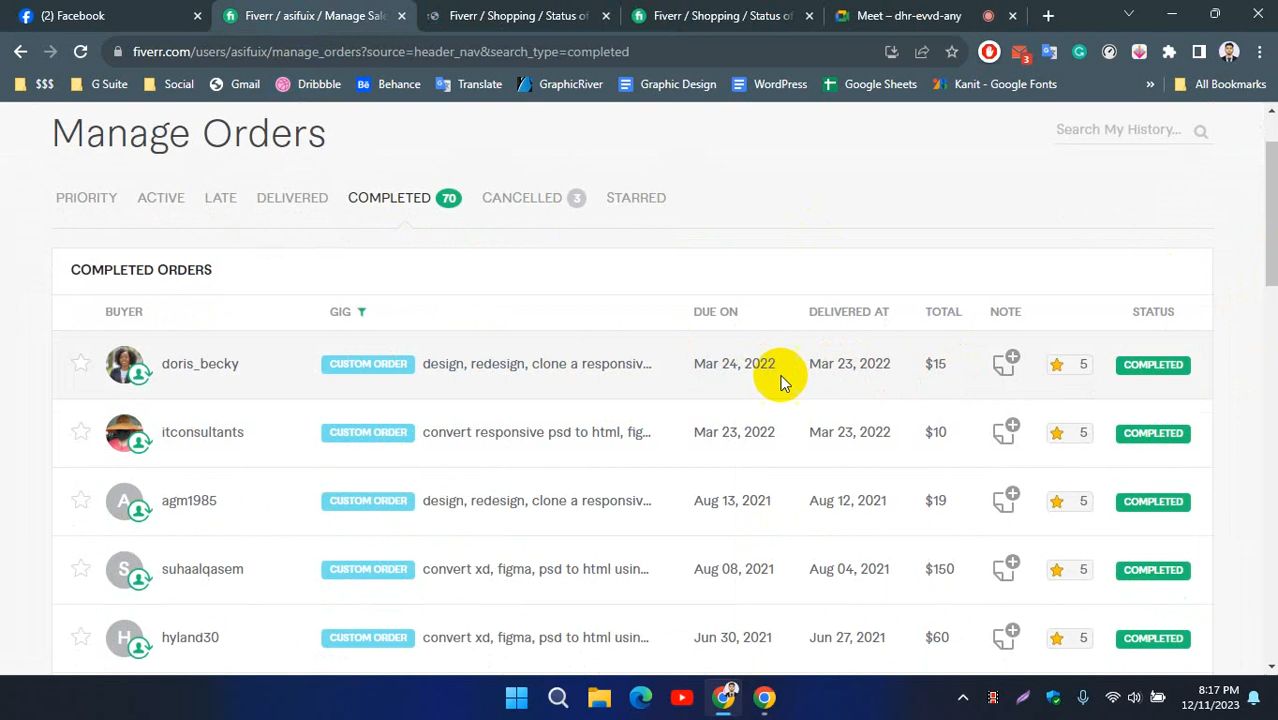 (2) Facebook
Fiverr / asifuix / Manage Sal
Fiverr / Shopping / Status of
Fiverr / Shopping / Status of
Meet – dhr-evvd-any
fiverr.com/users/asifuix/manage_orders?source=header_nav&search_type=completed
3
$$$
G Suite
Social
Gmail
Dribbble
Behance
Translate
GraphicRiver
Graphic Design
WordPress
Google Sheets
Kanit - Google Fonts
»
All Bookmarks
Manage Orders
Search My History...
PRIORITY ACTIVE LATE DELIVERED COMPLETED 70 CANCELLED 3 STARRED
COMPLETED ORDERS
BUYER GIG DUE ON DELIVERED AT TOTAL NOTE STATUS
doris_becky CUSTOM ORDER design, redesign, clone a responsiv... Mar 24, 2022 Mar 23, 2022 $15 5 COMPLETED
itconsultants CUSTOM ORDER convert responsive psd to html, fig... Mar 23, 2022 Mar 23, 2022 $10 5 COMPLETED
A agm1985 CUSTOM ORDER design, redesign, clone a responsiv... Aug 13, 2021 Aug 12, 2021 $19 5 COMPLETED
S suhaalqasem CUSTOM ORDER convert xd, figma, psd to html usin... Aug 08, 2021 Aug 04, 2021 $150 5 COMPLETED
H hyland30 CUSTOM ORDER convert xd, figma, psd to html usin... Jun 30, 2021 Jun 27, 2021 $60 5 COMPLETED
8:17 PM
12/11/2023